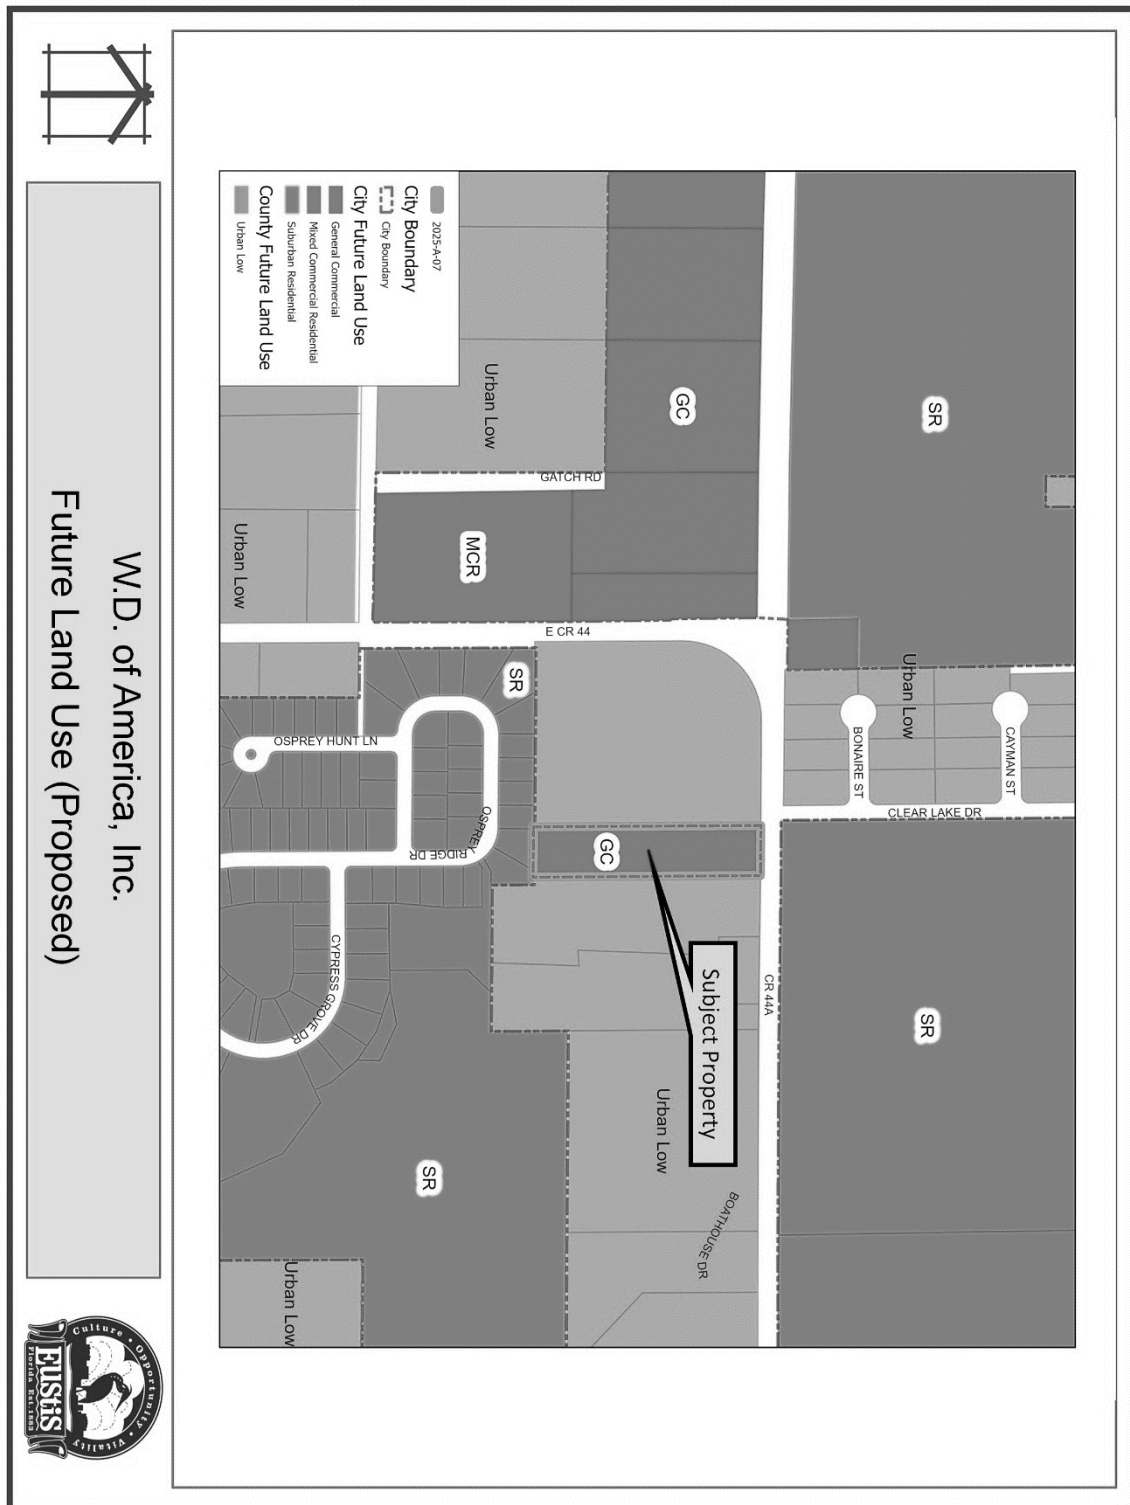 SR
SR
Urban Low
CAYMAN ST
BONAIRE ST
CLEAR LAKE DR
CR 44A
GC
GATCH RD
Urban Low
MCR
E CR 44
GC
Subject Property
Urban Low
BOATHOUSE DR
SR
OSPREY HUNT LN
OSPREY RIDGE DR
CYPRESS GROVE DR
SR
Urban Low
Urban Low
2025-A-07
City Boundary
City Boundary
City Future Land Use
General Commercial
Mixed Commercial Residential
Suburban Residential
County Future Land Use
Urban Low
W.D. of America, Inc.
Future Land Use (Proposed)
Culture • Opportunity • Vitality
EUSTIS
Florida Est.1883